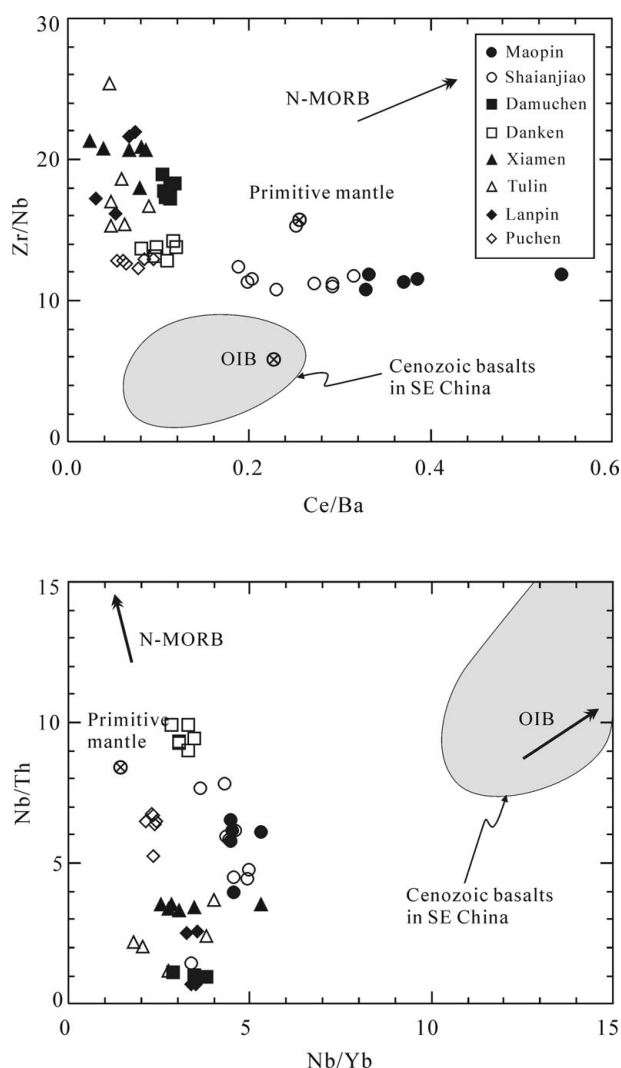 30
20
10
0
Zr/Nb
N-MORB
Maopin
Shaianjiao
Damuchen
Danken
Xiamen
Tulin
Lanpin
Puchen
Primitive mantle
OIB
Cenozoic basalts
in SE China
0.0
0.2
0.4
0.6
Ce/Ba
15
10
5
0
Nb/Th
N-MORB
Primitive
mantle
OIB
Cenozoic basalts
in SE China
0
5
10
15
Nb/Yb